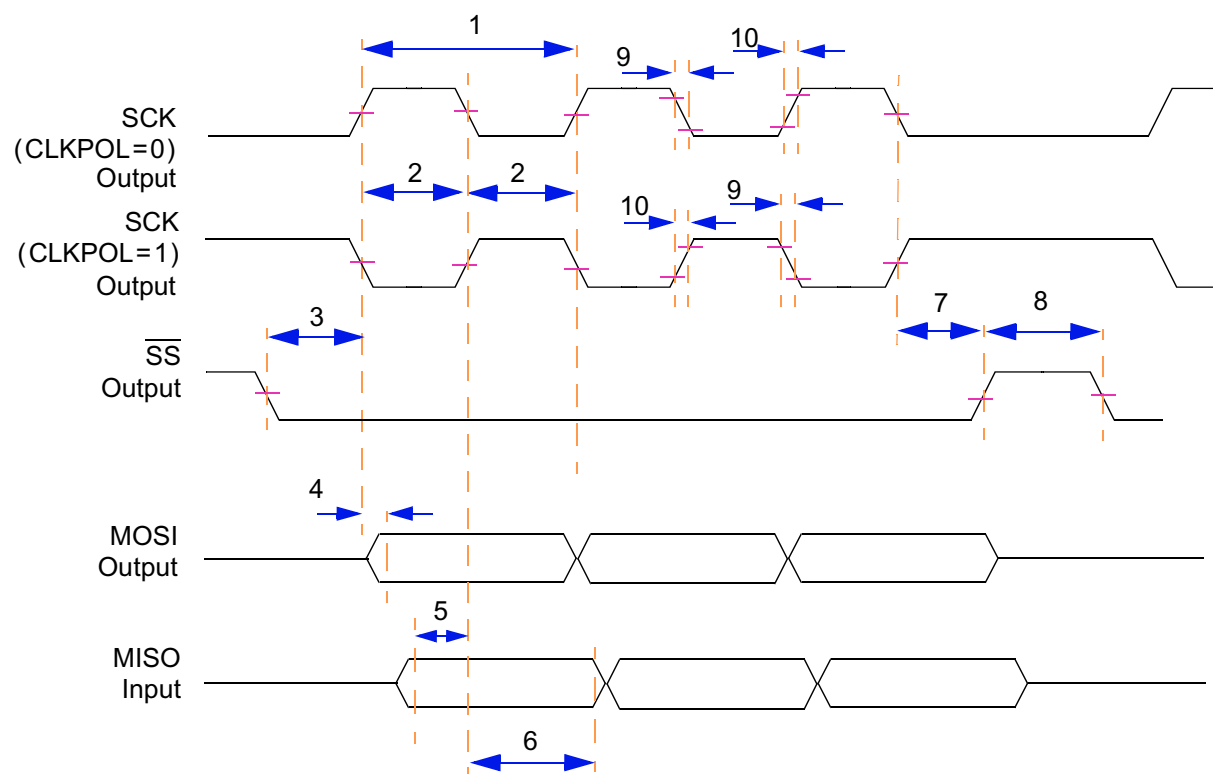 1
9
10
SCK
(CLKPOL=0)
Output
2
2
SCK
(CLKPOL=1)
Output
10
9
3
7
8
S̅S̅
Output
4
MOSI
Output
5
MISO
Input
6